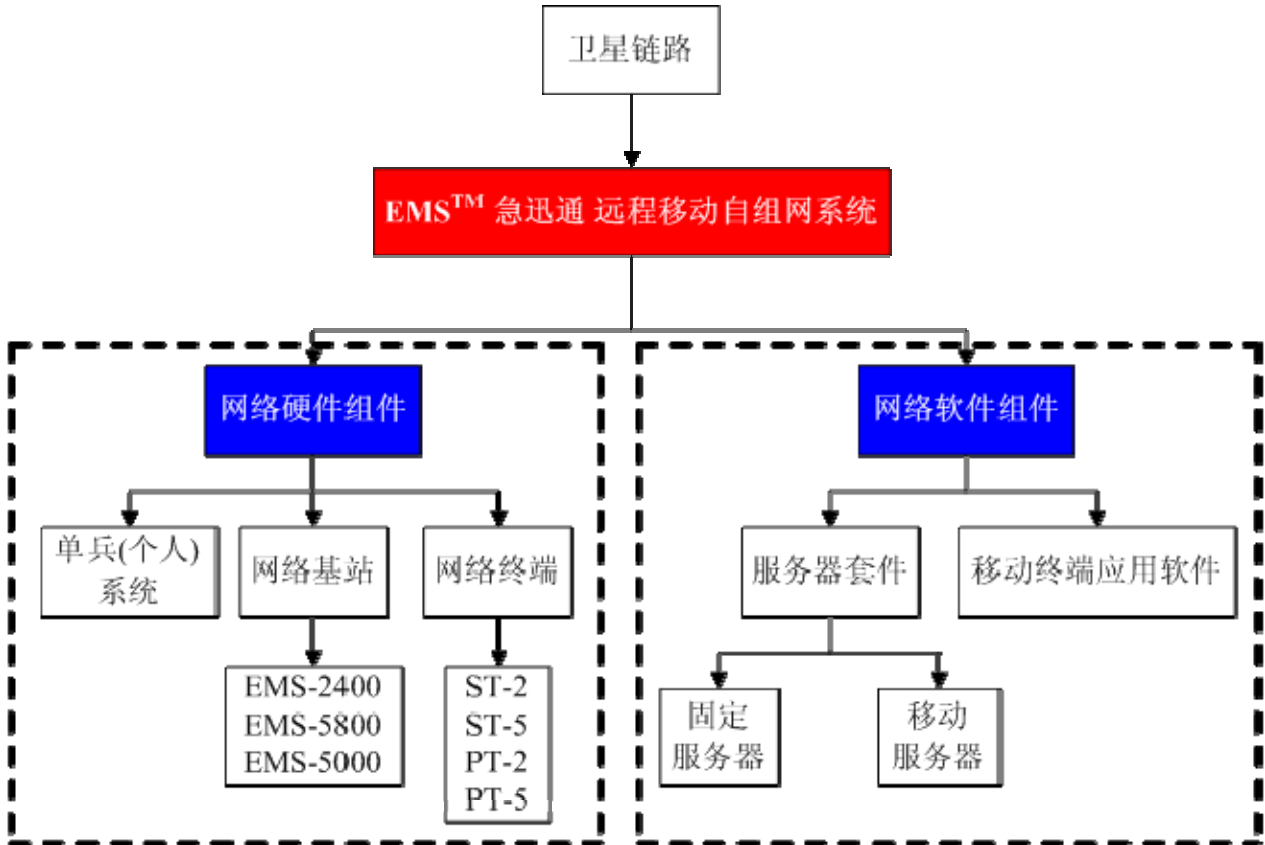 卫星链路
EMS™ 急迅通 远程移动自组网系统
网络硬件组件
网络软件组件
单兵(个人)
系统
网络基站
网络终端
服务器套件
移动终端应用软件
EMS-2400
EMS-5800
EMS-5000
ST-2
ST-5
PT-2
PT-5
固定
服务器
移动
服务器